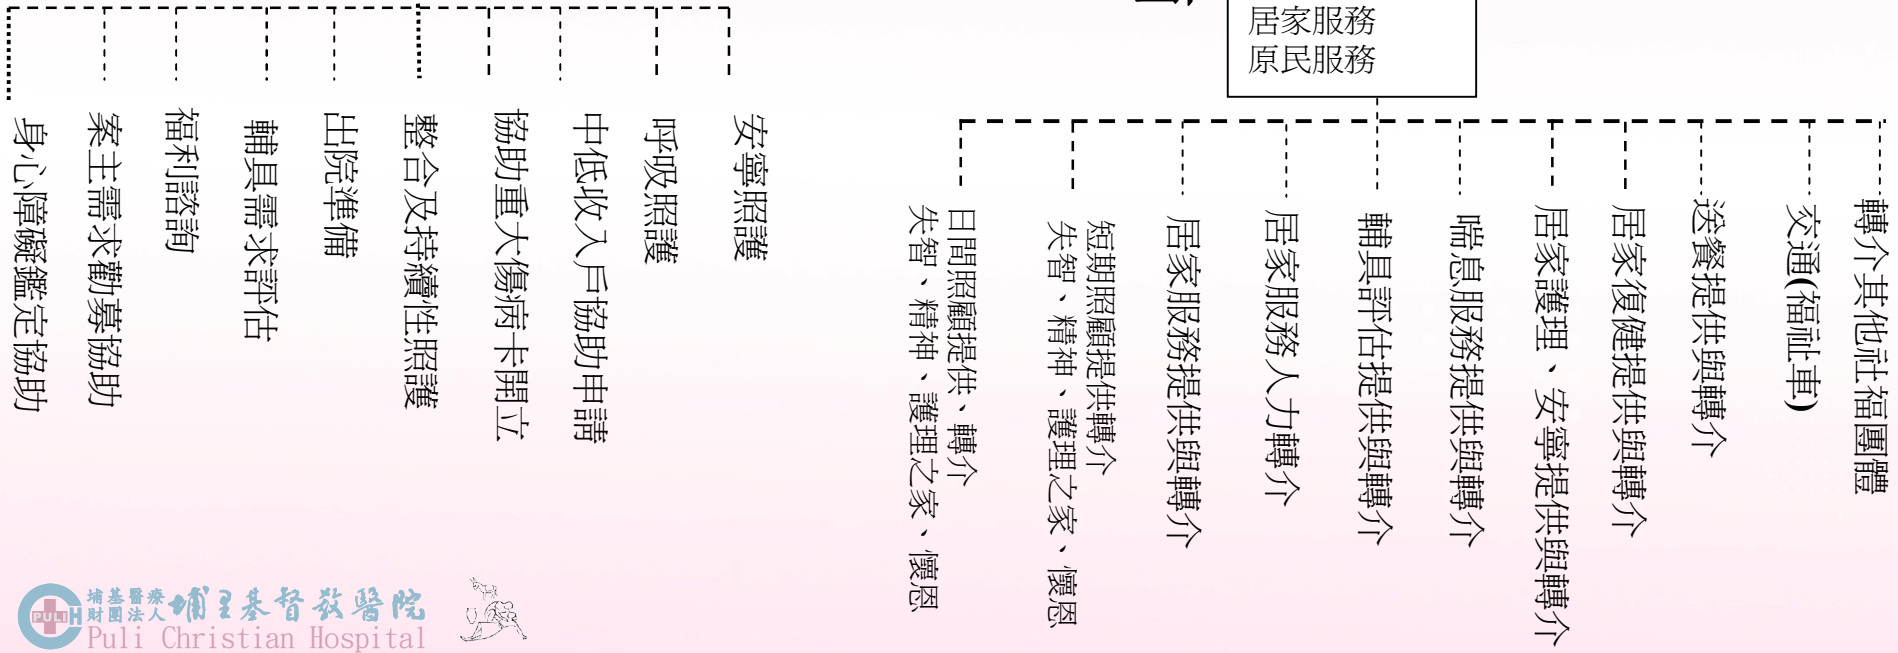 居家服務
原民服務
身心障礙鑑定協助
案主需求勸募協助
福利諮詢
輔具需求評估
出院準備
整合及持續性照護
協助重大傷病卡開立
中低收入戶協助申請
呼吸照護
安寧照護
日間照顧提供、轉介
失智、精神、護理之家、懷恩
短期照顧提供轉介
失智、精神、護理之家、懷恩
居家服務提供與轉介
居家服務人力轉介
輔具評估提供與轉介
喘息服務提供與轉介
居家護理、安寧提供與轉介
居家復健提供與轉介
送餐提供與轉介
交通(福祉車)
轉介其他社福團體
PULI
埔基醫療
財團法人
埔里基督教醫院
Puli Christian Hospital